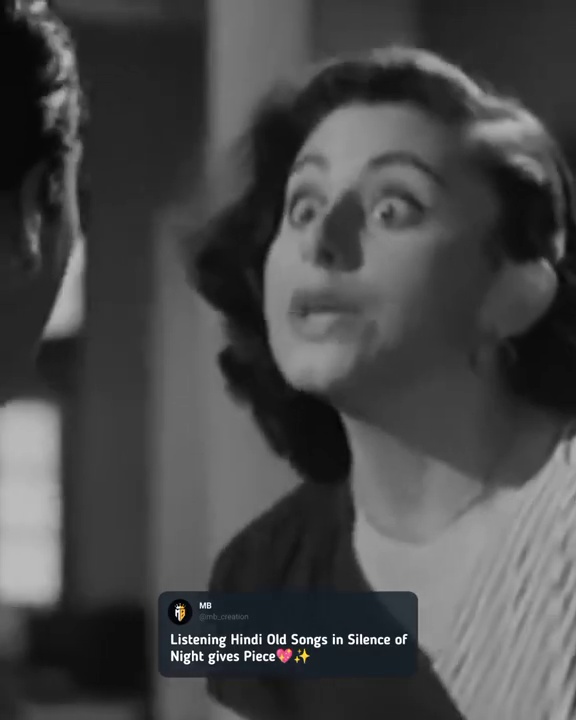 MB
@mb_creation
Listening Hindi Old Songs in Silence of
Night gives Piece💖✨